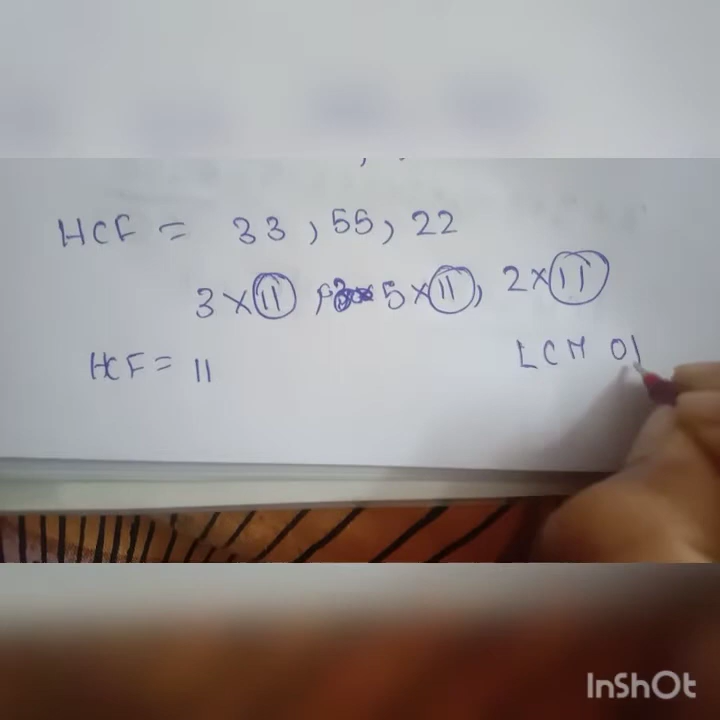 HCF = 33, 55, 22
3 × 11, 5 × 11, 2 × 11
HCF = 11
LCM
InShOt